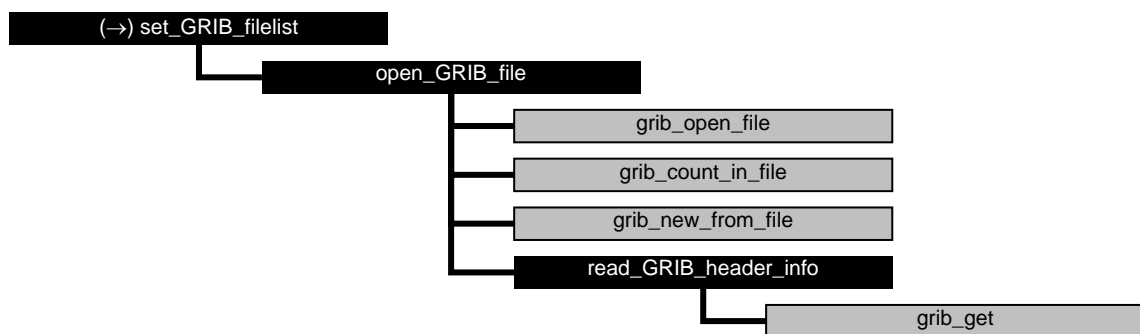 (→) set_GRIB_filelist
open_GRIB_file
grib_open_file
grib_count_in_file
grib_new_from_file
read_GRIB_header_info
grib_get